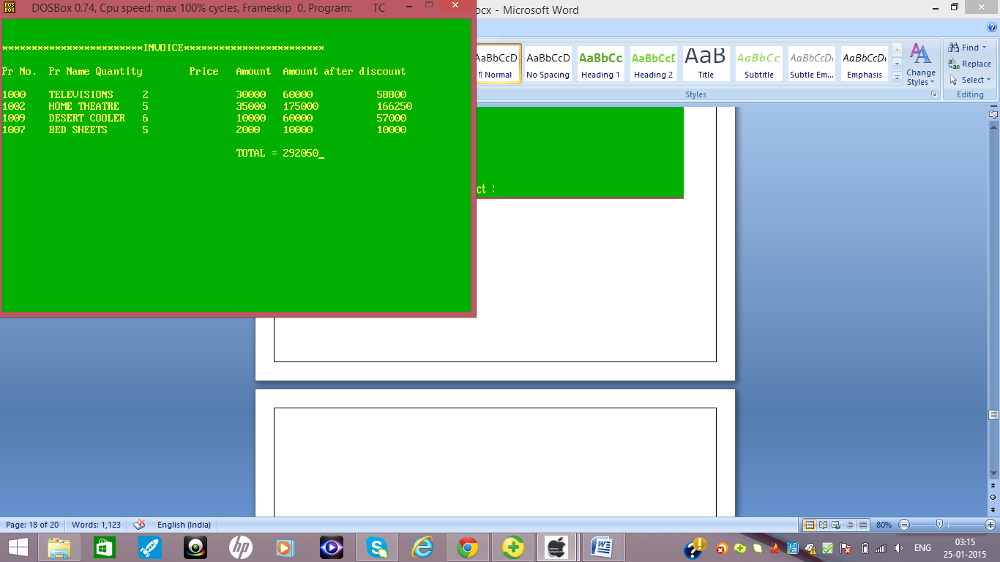 DOSBox 0.74, Cpu speed: max 100% cycles, Frameskip 0, Program: TC
ocx - Microsoft Word
************************INVOICE************************
Pr No. Pr Name Quantity Price Amount Amount after discount
1000 TELEVISIONS 2 30000 60000 58800
1002 HOME THEATRE 5 35000 175000 166250
1009 DESERT COOLER 6 10000 60000 57000
1007 BED SHEETS 5 2000 10000 10000
TOTAL = 292050_
AaBbCcD AaBbCcD AaBbCc AaBbCcI AaB AaBbCc AaBbCcDc AaBbCcDc
¶ Normal No Spacing Heading 1 Heading 2 Title Subtitle Subtle Em... Emphasis
Change
Styles
Find
Replace
Select
Styles
Editing
ct :
Page: 18 of 20 Words: 1,123 English (India) 80%
ENG
03:15
25-01-2015